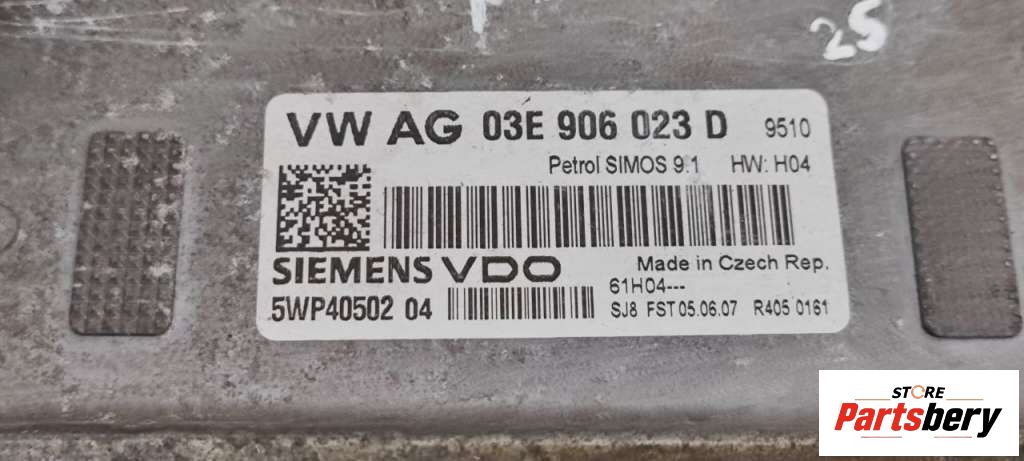 25
VW AG 03E 906 023 D 9510
Petrol SIMOS 9.1 HW: H04
SIEMENS VDO Made in Czech Rep.
61H04---
5WP40502 04 SJ8 FST 05.06.07 R405 0161
STORE
Partsbery